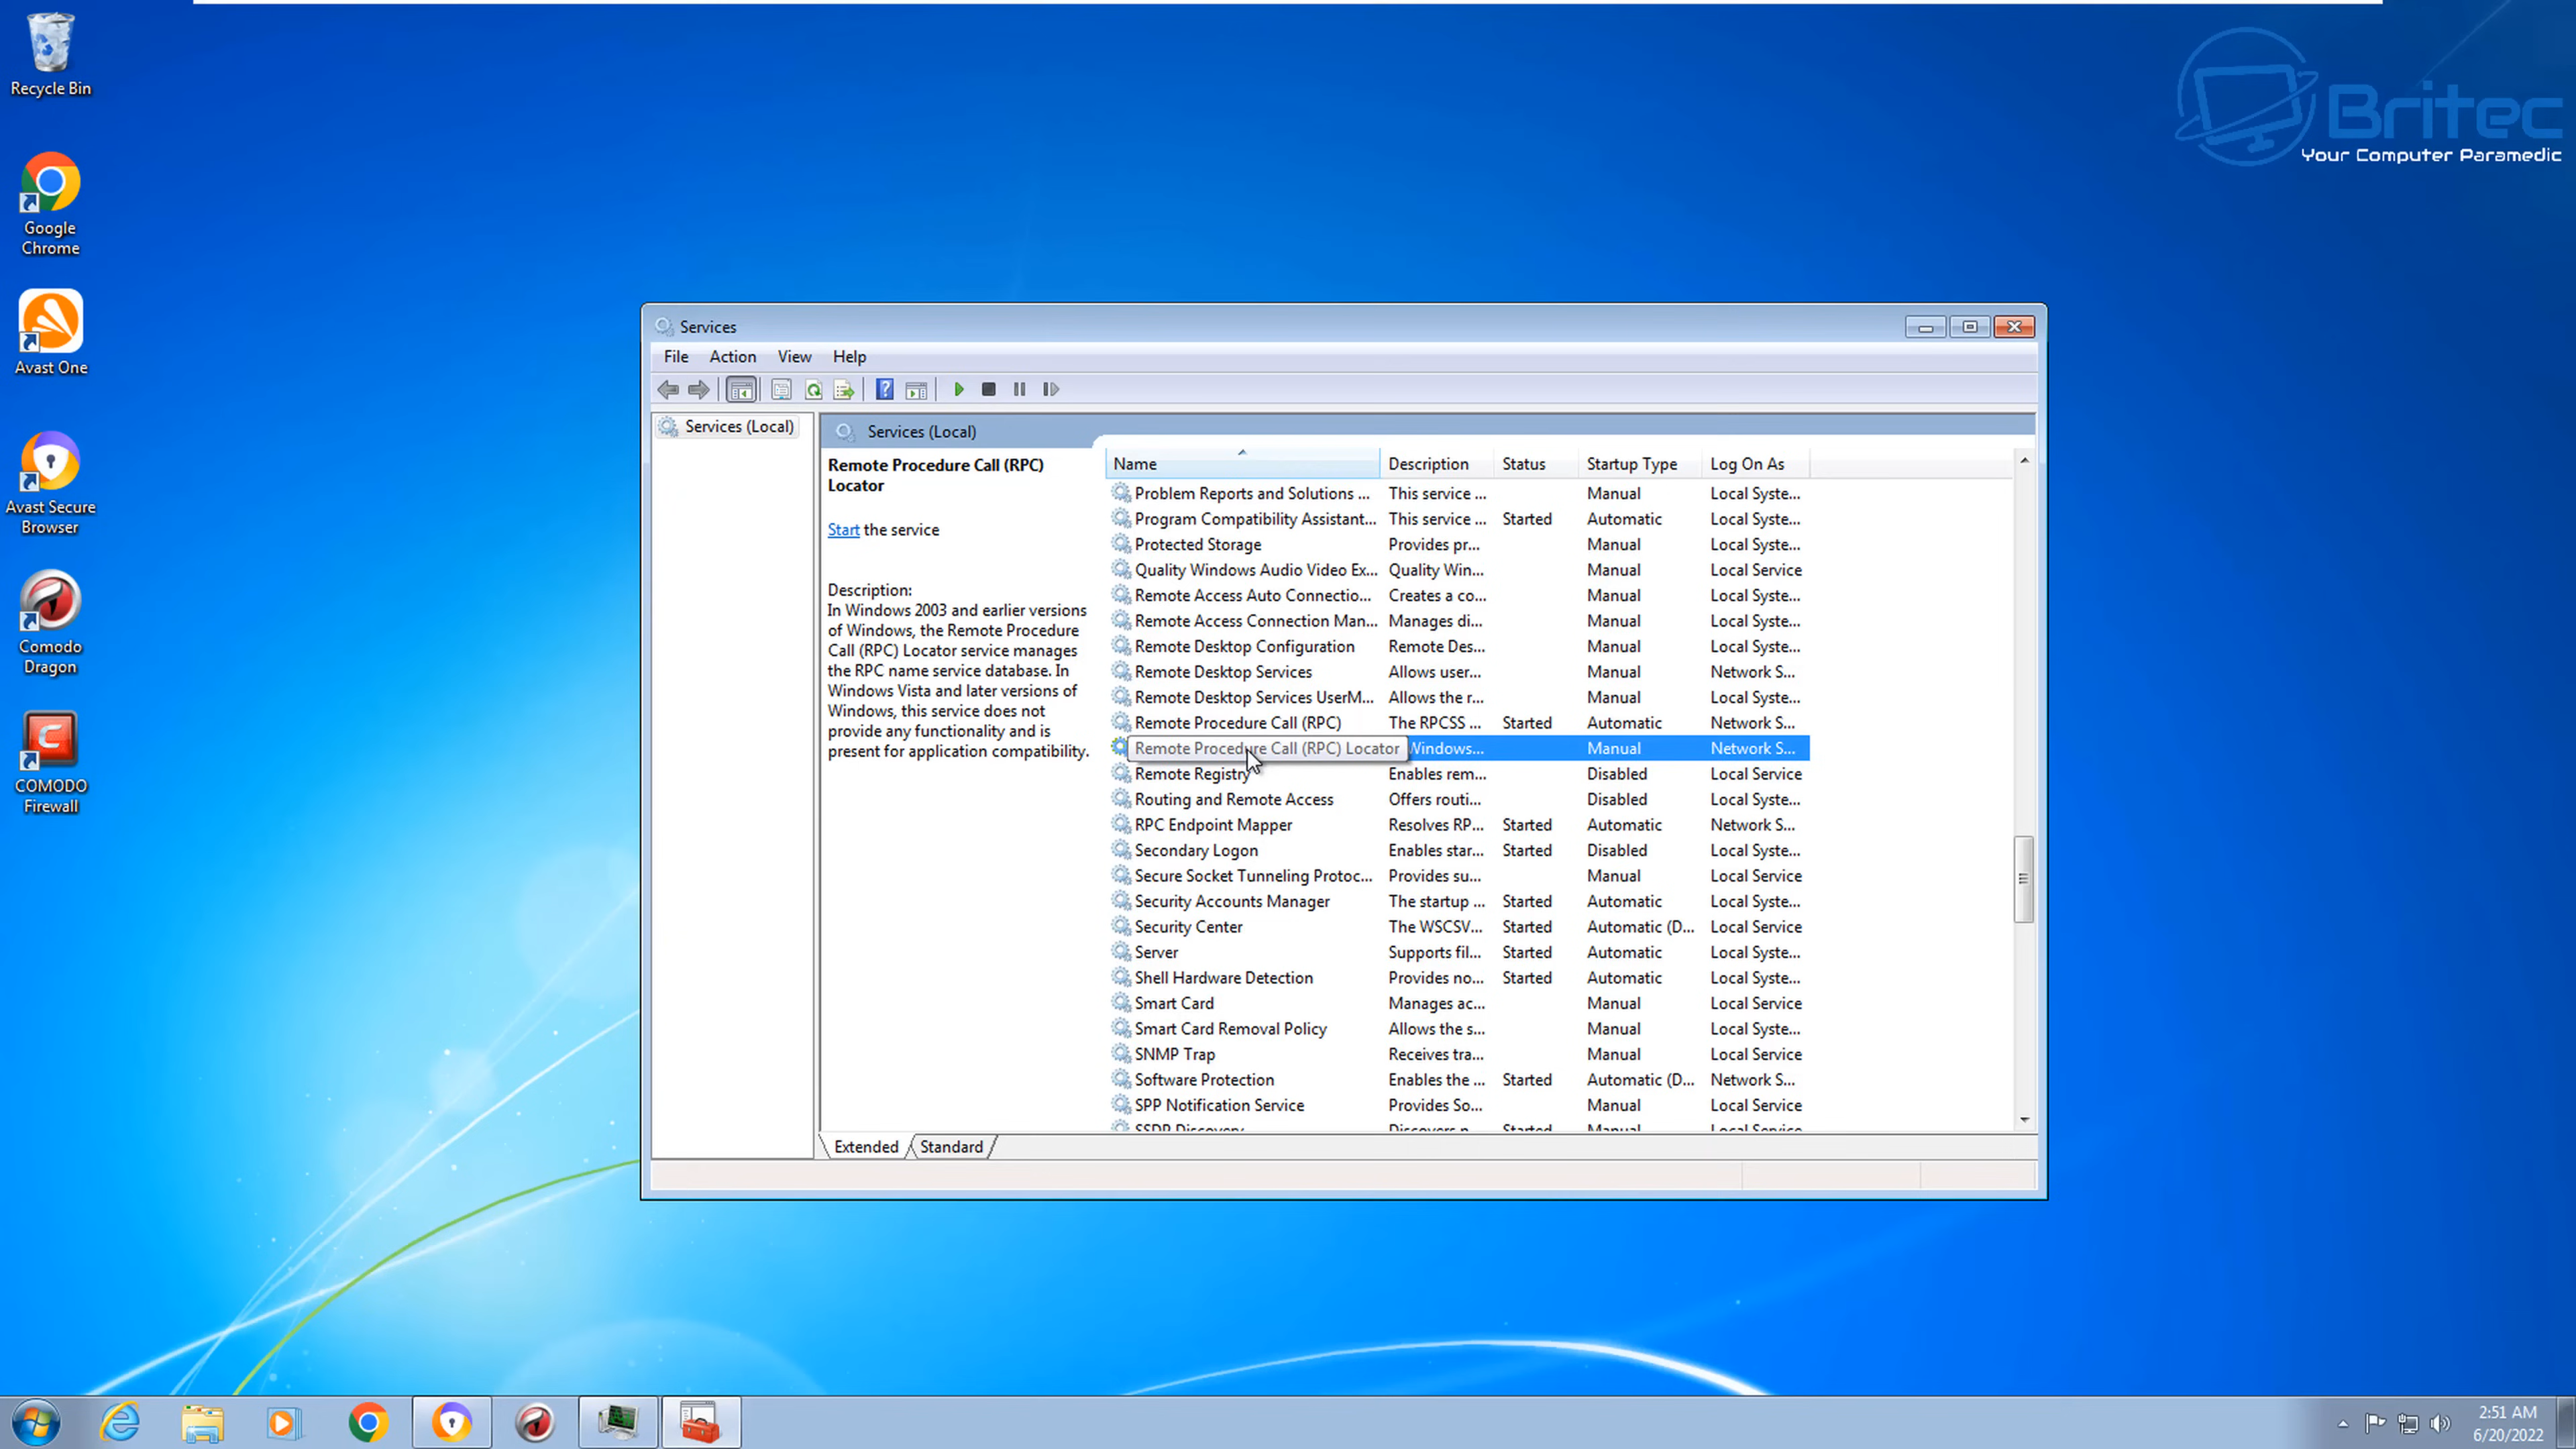 Recycle Bin
Google
Chrome
Avast One
Avast Secure
Browser
Comodo
Dragon
COMODO
Firewall
Britec
Your Computer Paramedic
Services
File Action View Help
Services (Local)
Services (Local)
Remote Procedure Call (RPC)
Locator
Start the service
Description:
In Windows 2003 and earlier versions
of Windows, the Remote Procedure
Call (RPC) Locator service manages
the RPC name service database. In
Windows Vista and later versions of
Windows, this service does not
provide any functionality and is
present for application compatibility.
Name Description Status Startup Type Log On As
Problem Reports and Solutions ... This service ... Manual Local Syste...
Program Compatibility Assistant... This service ... Started Automatic Local Syste...
Protected Storage Provides pr... Manual Local Syste...
Quality Windows Audio Video Ex... Quality Win... Manual Local Service
Remote Access Auto Connectio... Creates a co... Manual Local Syste...
Remote Access Connection Man... Manages di... Manual Local Syste...
Remote Desktop Configuration Remote Des... Manual Local Syste...
Remote Desktop Services Allows user... Manual Network S...
Remote Desktop Services UserM... Allows the r... Manual Local Syste...
Remote Procedure Call (RPC) The RPCSS ... Started Automatic Network S...
Remote Procedure Call (RPC) Locator Windows... Manual Network S...
Remote Registry Enables rem... Disabled Local Service
Routing and Remote Access Offers routi... Disabled Local Syste...
RPC Endpoint Mapper Resolves RP... Started Automatic Network S...
Secondary Logon Enables star... Started Disabled Local Syste...
Secure Socket Tunneling Protoc... Provides su... Manual Local Service
Security Accounts Manager The startup ... Started Automatic Local Syste...
Security Center The WSCSV... Started Automatic (D... Local Service
Server Supports fil... Started Automatic Local Syste...
Shell Hardware Detection Provides no... Started Automatic Local Syste...
Smart Card Manages ac... Manual Local Service
Smart Card Removal Policy Allows the s... Manual Local Syste...
SNMP Trap Receives tra... Manual Local Service
Software Protection Enables the ... Started Automatic (D... Network S...
SPP Notification Service Provides So... Manual Local Service
SSDP Discovery Discovers n... Started Manual Local Service
Extended Standard
2:51 AM
6/20/2022